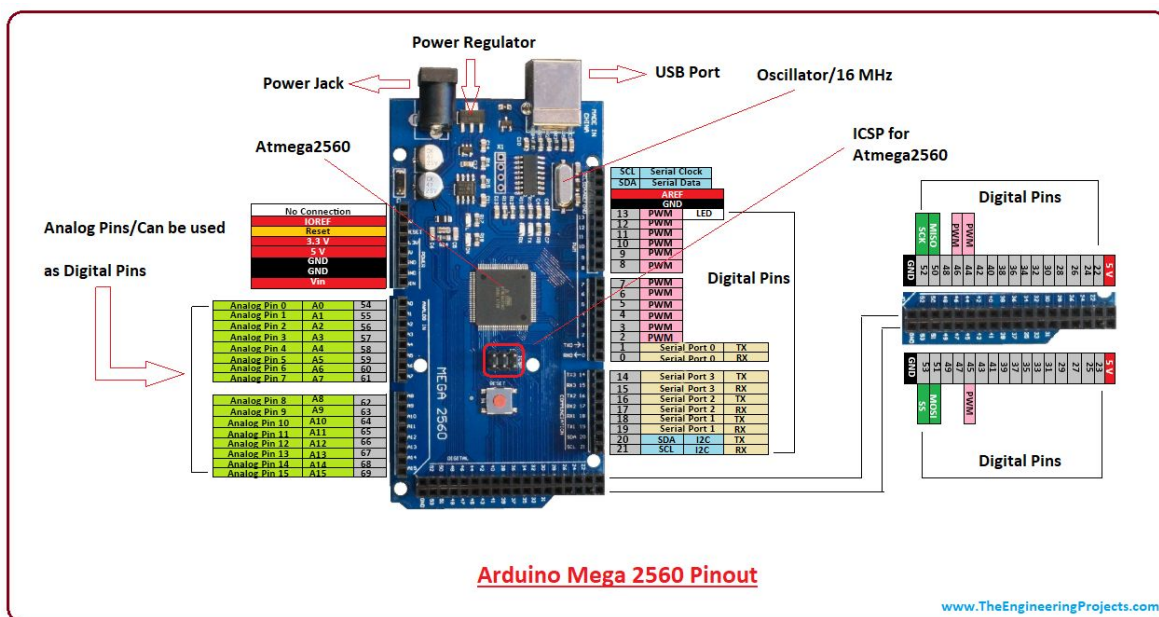 Power Regulator
Power Jack
USB Port
Oscillator/16 MHz
Atmega2560
ICSP for
Atmega2560
SCL Serial Clock
SDA Serial Data
AREF
GND
13 PWM LED
12 PWM
11 PWM
10 PWM
9 PWM
8 PWM
7 PWM
6 PWM
5 PWM
4 PWM
3 PWM
2 PWM
1 Serial Port 0 TX
0 Serial Port 0 RX
14 Serial Port 3 TX
15 Serial Port 3 RX
16 Serial Port 2 TX
17 Serial Port 2 RX
18 Serial Port 1 TX
19 Serial Port 1 RX
20 SDA I2C TX
21 SCL I2C RX
Digital Pins
No Connection
IOREF
Reset
3.3 V
5 V
GND
GND
Vin
Analog Pins/Can be used
as Digital Pins
Analog Pin 0 A0 54
Analog Pin 1 A1 55
Analog Pin 2 A2 56
Analog Pin 3 A3 57
Analog Pin 4 A4 58
Analog Pin 5 A5 59
Analog Pin 6 A6 60
Analog Pin 7 A7 61
Analog Pin 8 A8 62
Analog Pin 9 A9 63
Analog Pin 10 A10 64
Analog Pin 11 A11 65
Analog Pin 12 A12 66
Analog Pin 13 A13 67
Analog Pin 14 A14 68
Analog Pin 15 A15 69
MEGA 2560
MADE IN
CHINA
POWER
ANALOG IN
COMMUNICATION
DIGITAL
Digital Pins
SCK MISO PWM PWM
GND 52 50 48 46 44 42 40 38 36 34 32 30 28 26 24 22 5 V
GND 53 51 49 47 45 43 41 39 37 35 33 31 29 27 25 23 5 V
SS MOSI PWM
Digital Pins
Arduino Mega 2560 Pinout
www.TheEngineeringProjects.com